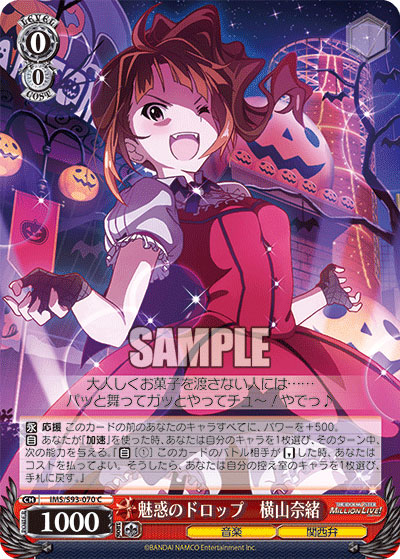 LEVEL
0
0
COST
SAMPLE
大人しくお菓子を渡さない人には……
パッと舞ってガッとやってチュ～!やでっ♪
永 応援 このカードの前のあなたのキャラすべてに、パワーを＋500。
自 あなたが「加速」を使った時、あなたは自分のキャラを1枚選び、そのターン中、
次の能力を与える。『自［⑴］ このカードのバトル相手が した時、あなたは
コストを払ってよい。そうしたら、あなたは自分の控え室のキャラを1枚選び、
手札に戻す。』
CH IMS/S93-070 C
1000
魅惑のドロップ 横山奈緒
THE IDOLM@STER
MILLION LIVE!
音楽 関西弁
©BANDAI NAMCO Entertainment Inc.